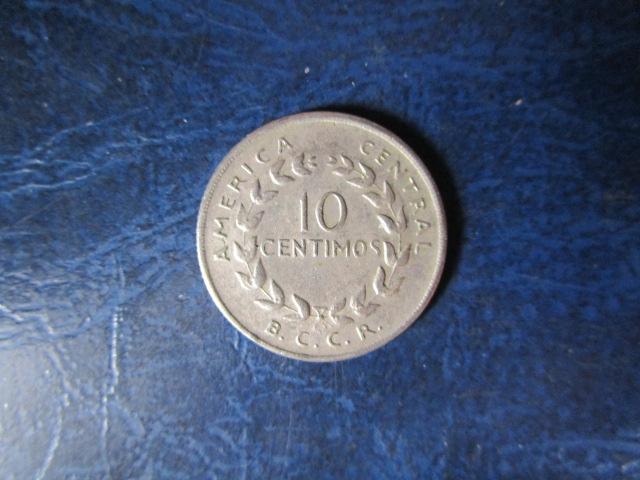 AMERICA CENTRAL
10
CENTIMOS
B. C. C. R.